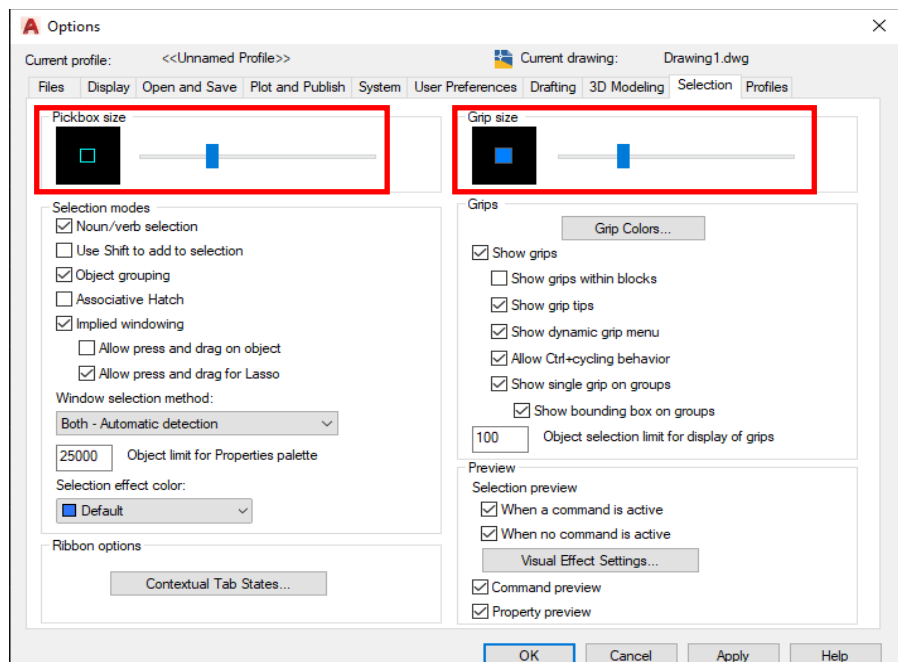 Options
Current profile: <<Unnamed Profile>> Current drawing: Drawing1.dwg
Files Display Open and Save Plot and Publish System User Preferences Drafting 3D Modeling Selection Profiles
Pickbox size
Selection modes
Noun/verb selection
Use Shift to add to selection
Object grouping
Associative Hatch
Implied windowing
Allow press and drag on object
Allow press and drag for Lasso
Window selection method:
Both - Automatic detection
25000 Object limit for Properties palette
Selection effect color:
Default
Ribbon options
Contextual Tab States...
Grip size
Grips
Grip Colors...
Show grips
Show grips within blocks
Show grip tips
Show dynamic grip menu
Allow Ctrl+cycling behavior
Show single grip on groups
Show bounding box on groups
100 Object selection limit for display of grips
Preview
Selection preview
When a command is active
When no command is active
Visual Effect Settings...
Command preview
Property preview
OK Cancel Apply Help